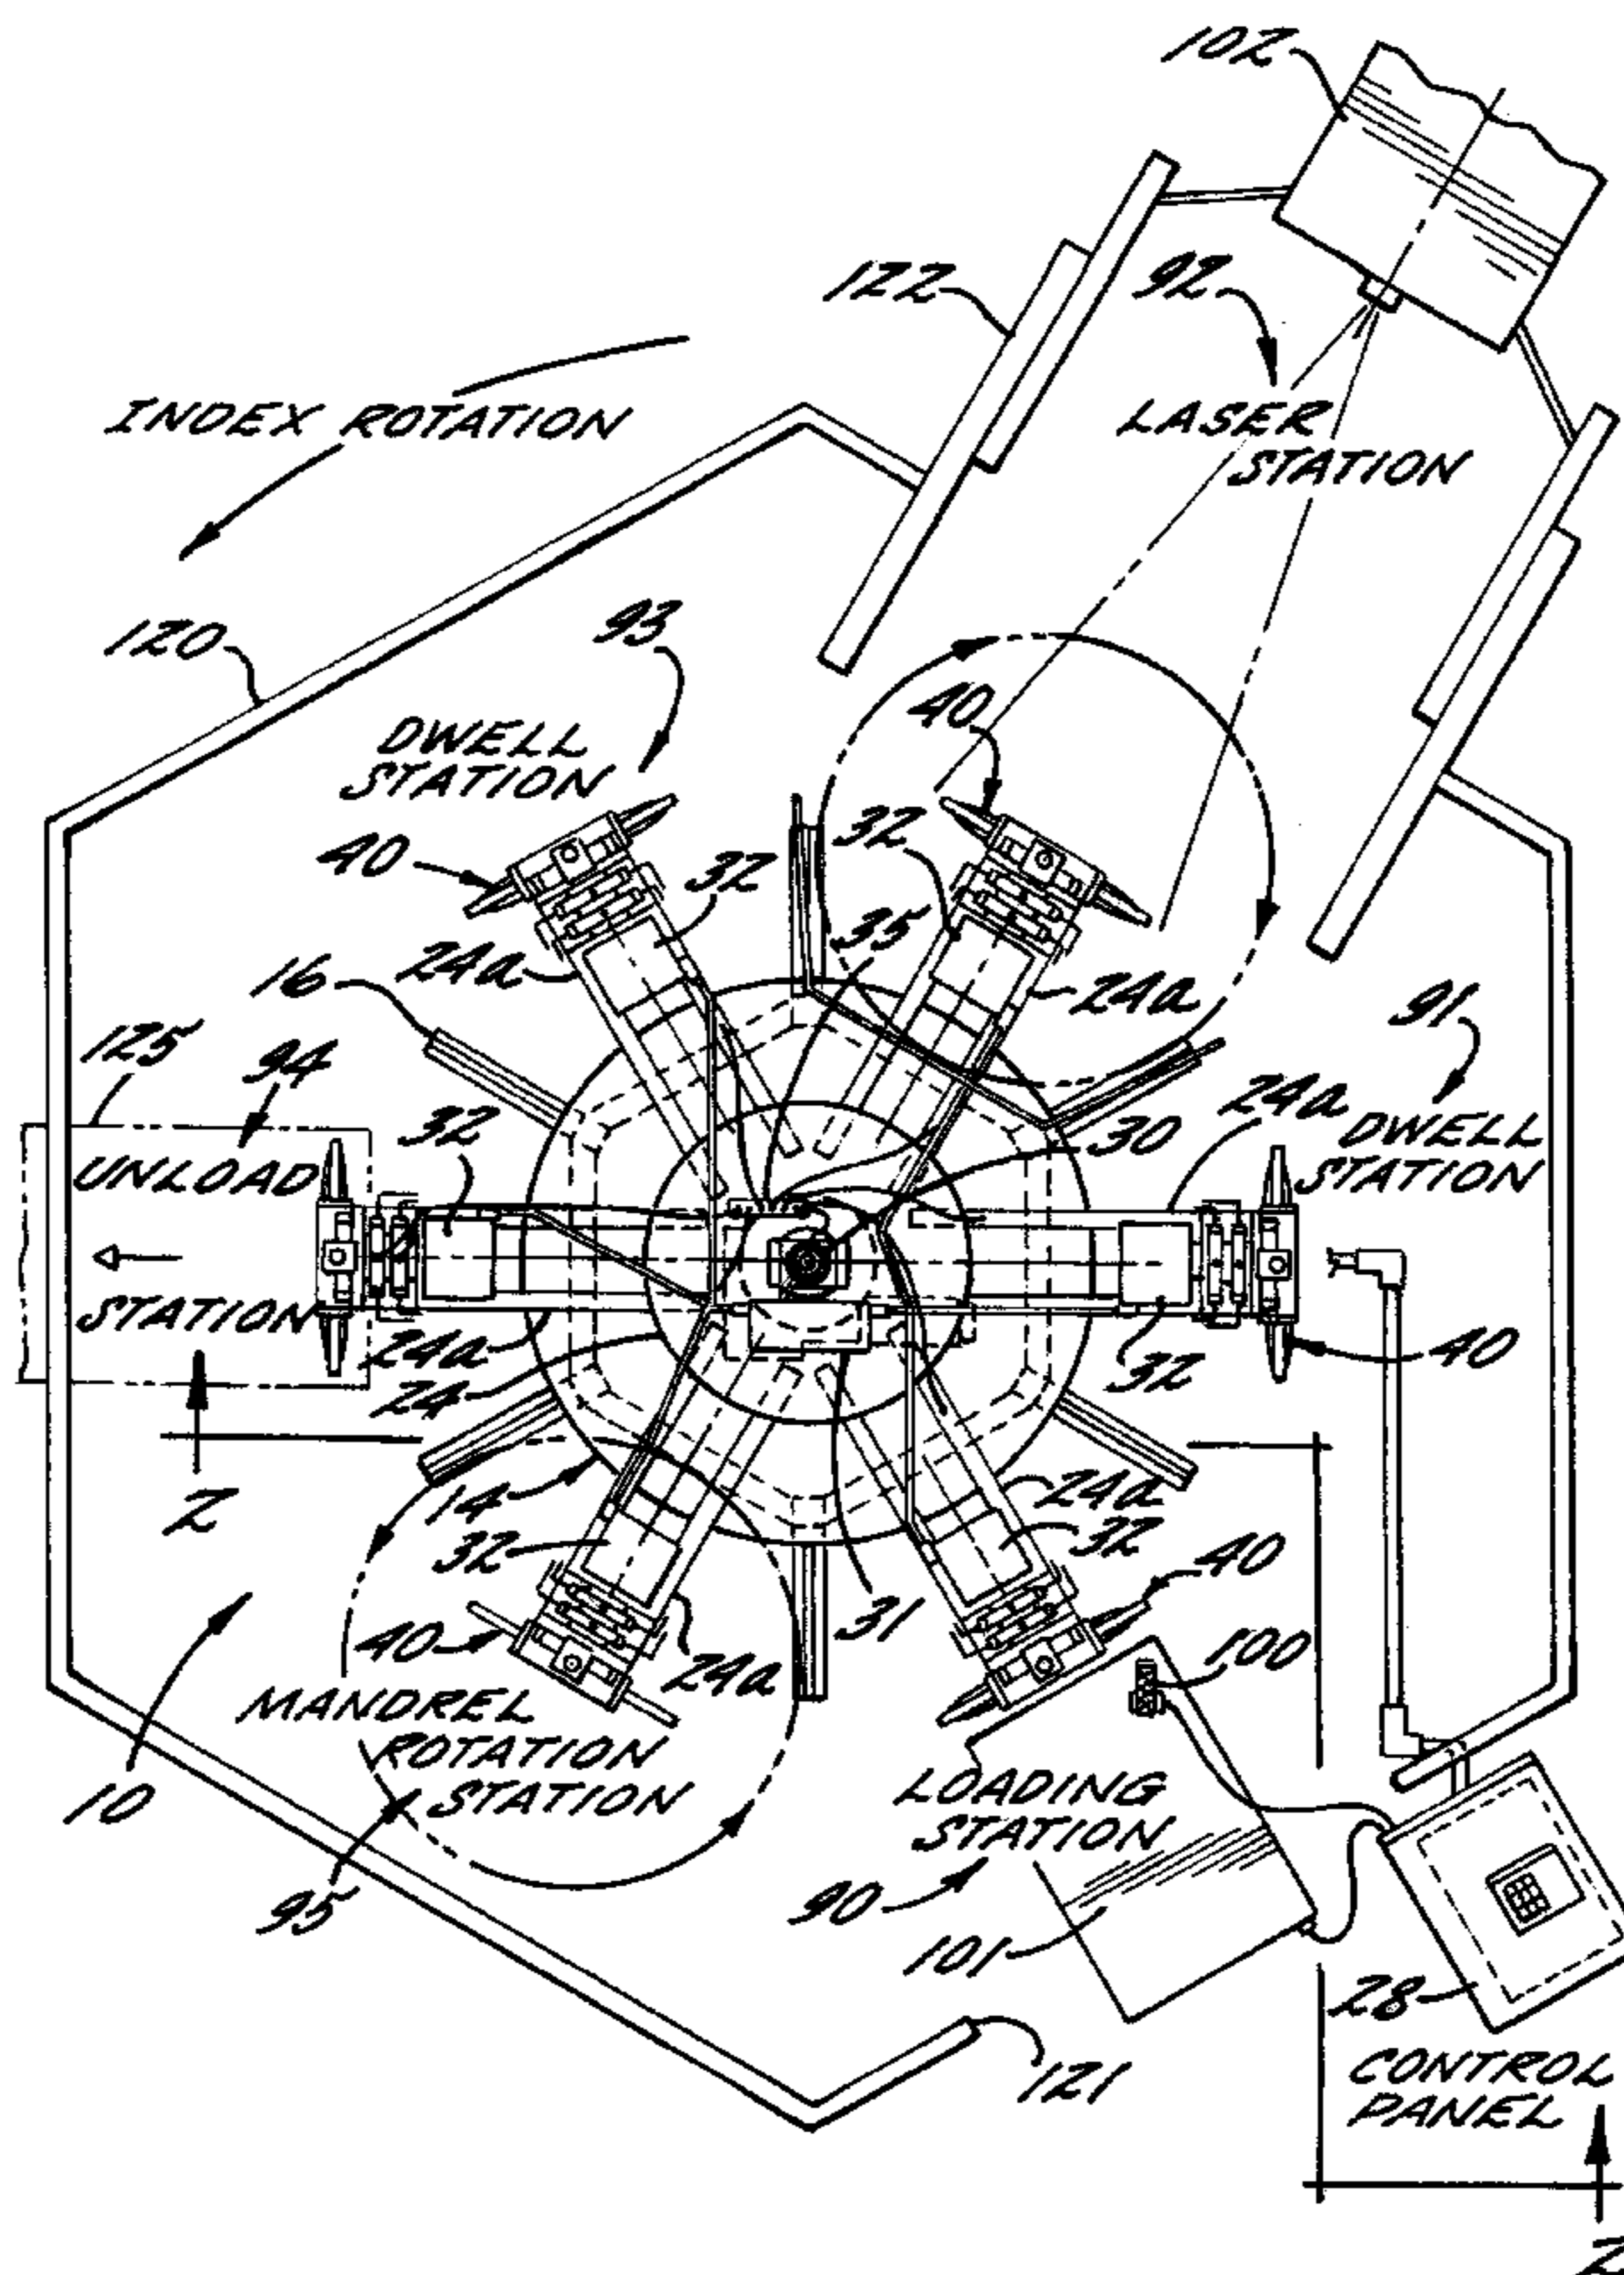 102
122
92
INDEX ROTATION
LASER
STATION
120
93
40
DWELL
STATION
32
40
32
35
24a
24a
16
91
125
94
32
30
24a
DWELL
STATION
UNLOAD
STATION
24a
24
32
40
2
14
24a
32
32
40
31
40
24a
100
MANDREL
ROTATION
STATION
10
LOADING
STATION
95
90
101
28
121
CONTROL
PANEL
2